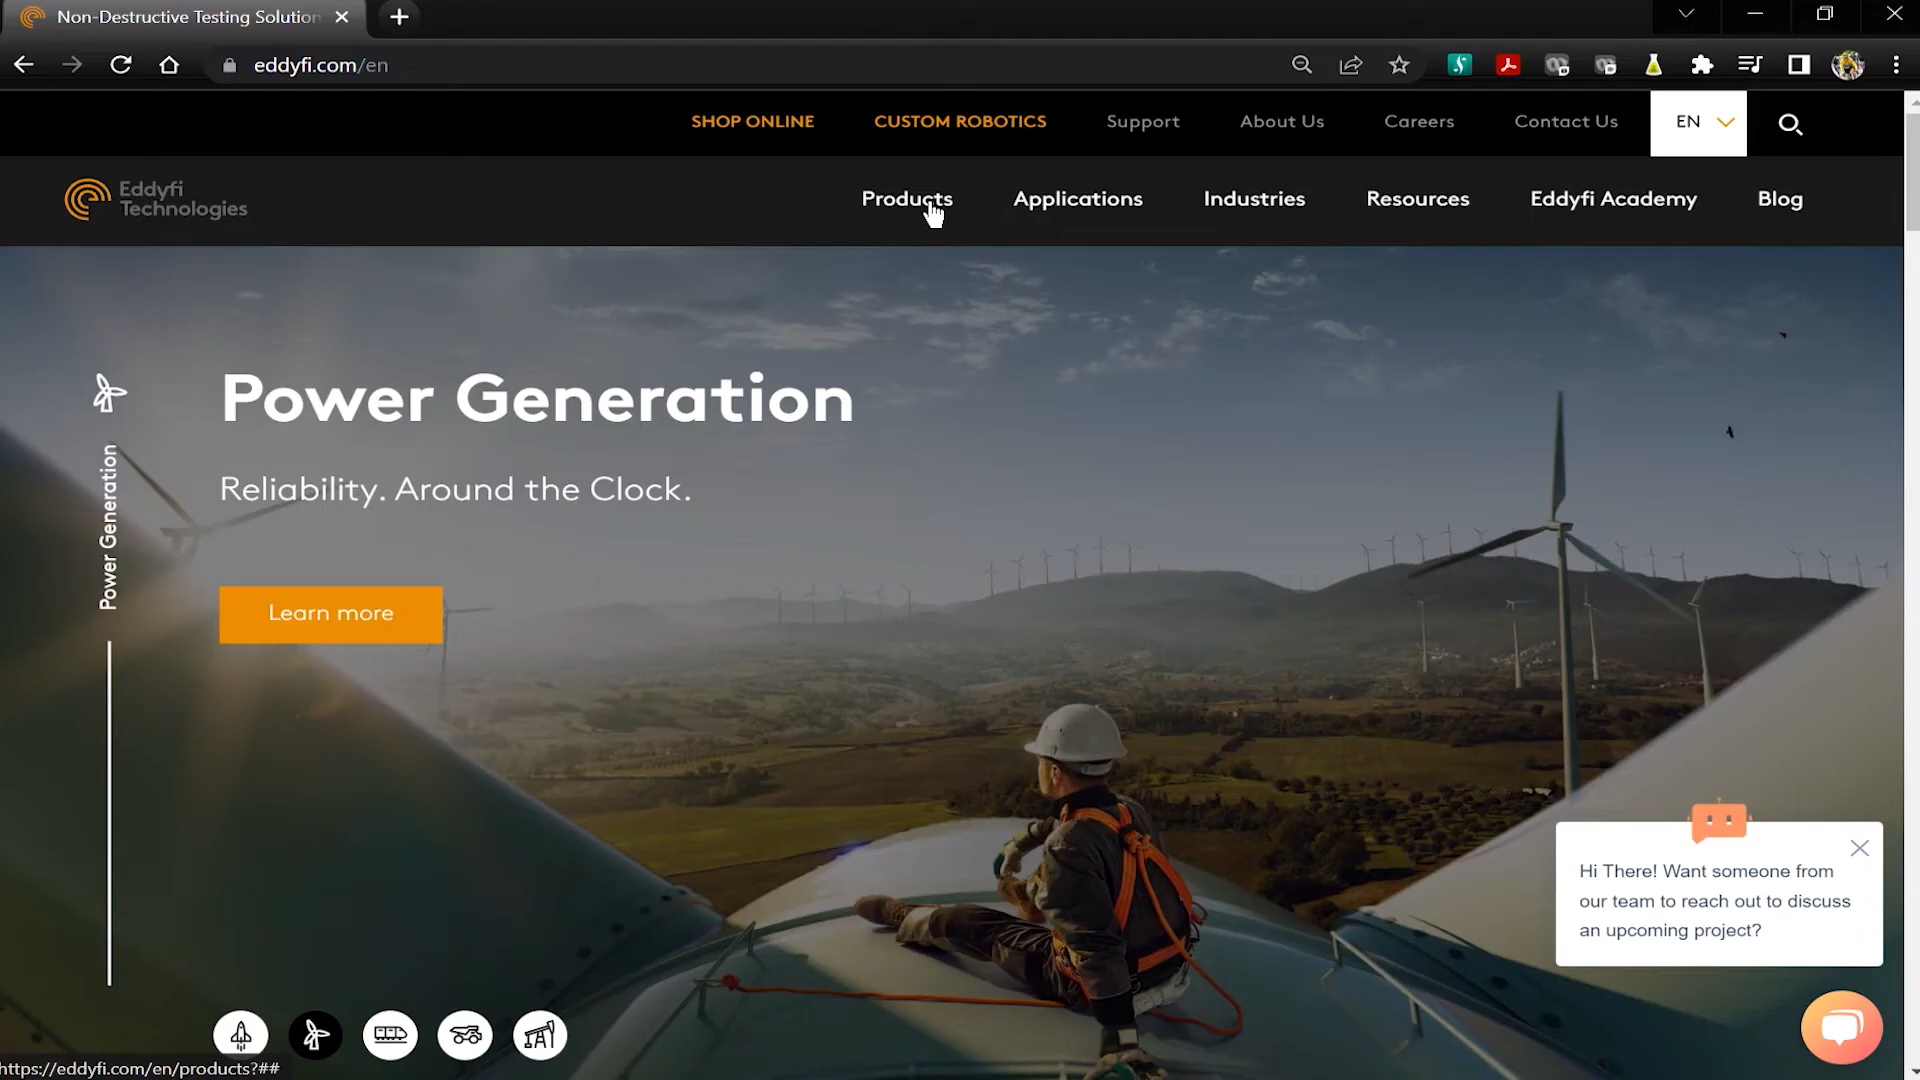 Non-Destructive Testing Solution
eddyfi.com/en
SHOP ONLINE
CUSTOM ROBOTICS
Support
About Us
Careers
Contact Us
EN
Eddyfi
Technologies
Products
Applications
Industries
Resources
Eddyfi Academy
Blog
Power Generation
Reliability. Around the Clock.
Power Generation
Learn more
Hi There! Want someone from
our team to reach out to discuss
an upcoming project?
https://eddyfi.com/en/products?##